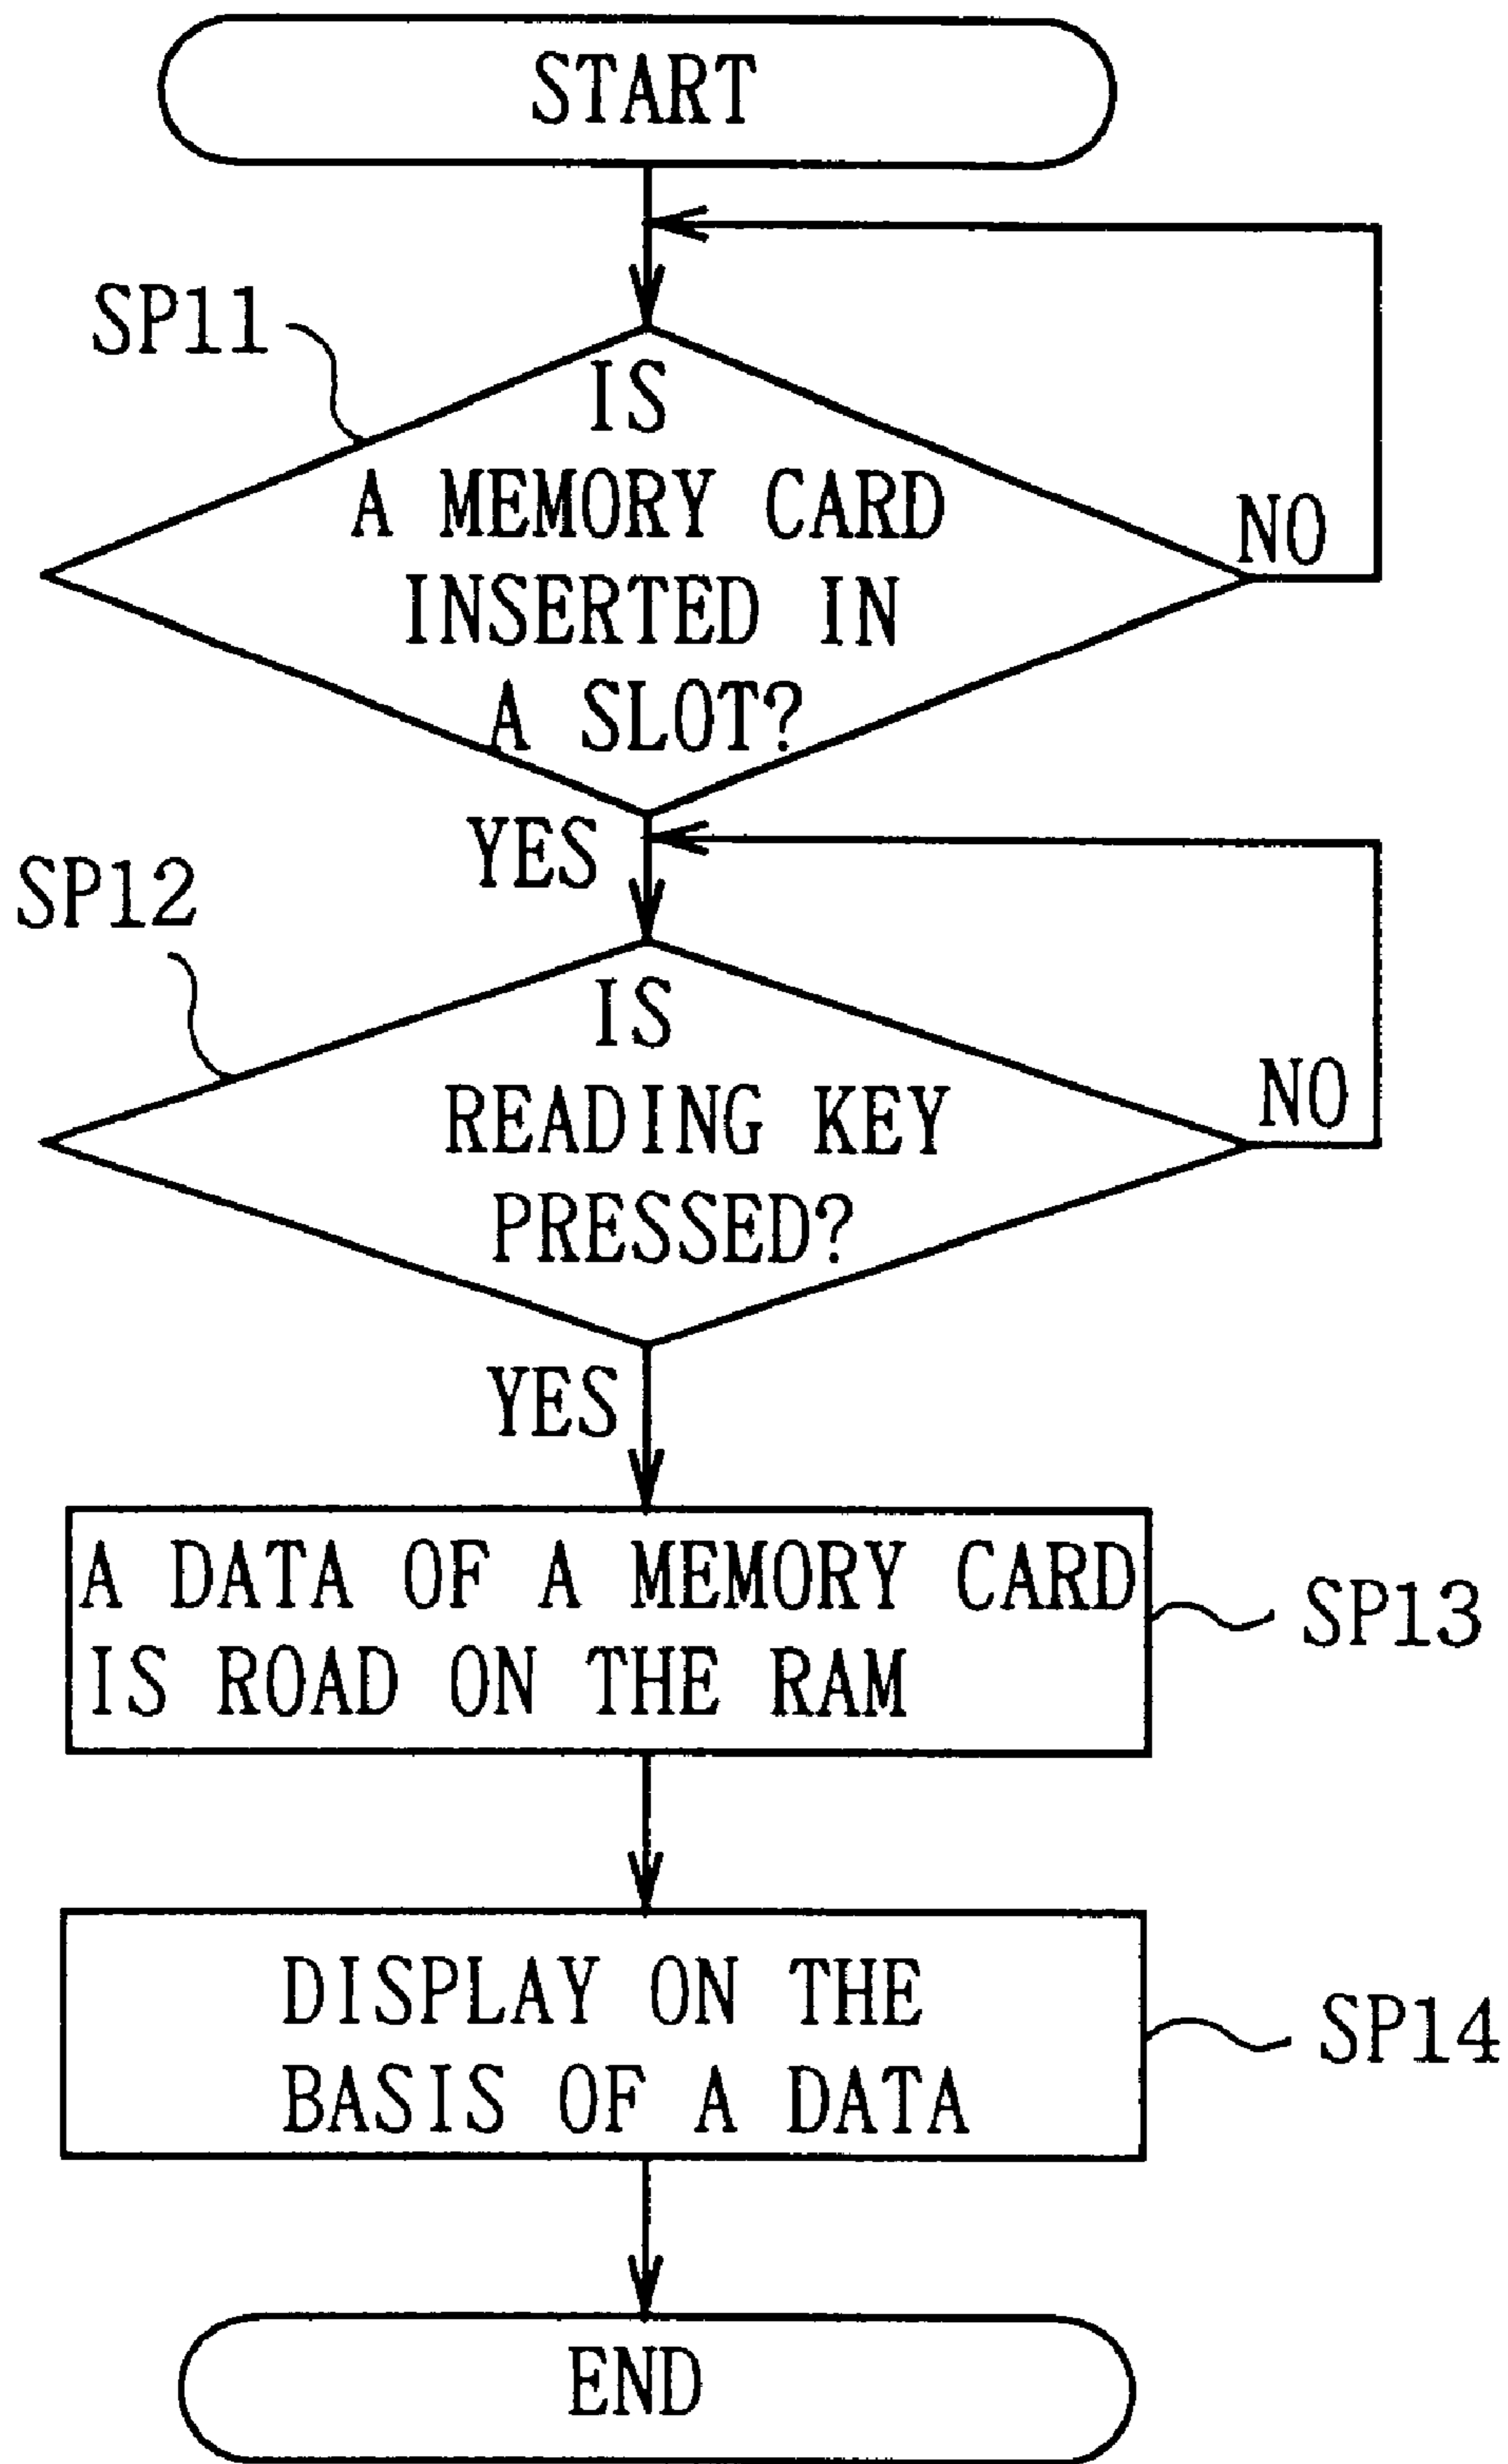 START
SP11
IS
A MEMORY CARD
INSERTED IN
A SLOT?
NO
YES
SP12
IS
READING KEY
PRESSED?
NO
YES
A DATA OF A MEMORY CARD
IS ROAD ON THE RAM
SP13
DISPLAY ON THE
BASIS OF A DATA
SP14
END